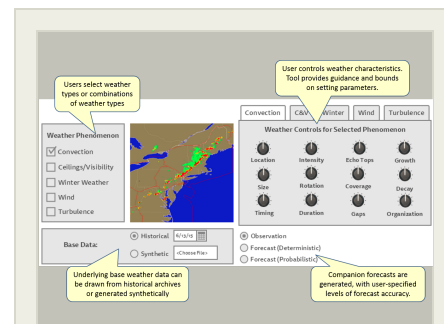 User controls weather characteristics.
Tool provides guidance and bounds
on setting parameters.
Users select weather
types or combinations
of weather types
Convection
C&V
Winter
Wind
Turbulence
Weather Phenomenon
Convection
Ceilings/Visibility
Winter Weather
Wind
Turbulence
Weather Controls for Selected Phenomenon
Location
Intensity
Echo Tops
Growth
Size
Rotation
Coverage
Decay
Timing
Duration
Gaps
Organization
Base Data:
Historical
Synthetic
<Choose File>
Observation
Forecast (Deterministic)
Forecast (Probabilistic)
Underlying base weather data can
be drawn from historical archives
or generated synthetically
Companion forecasts are
generated, with user-specified
levels of forecast accuracy.